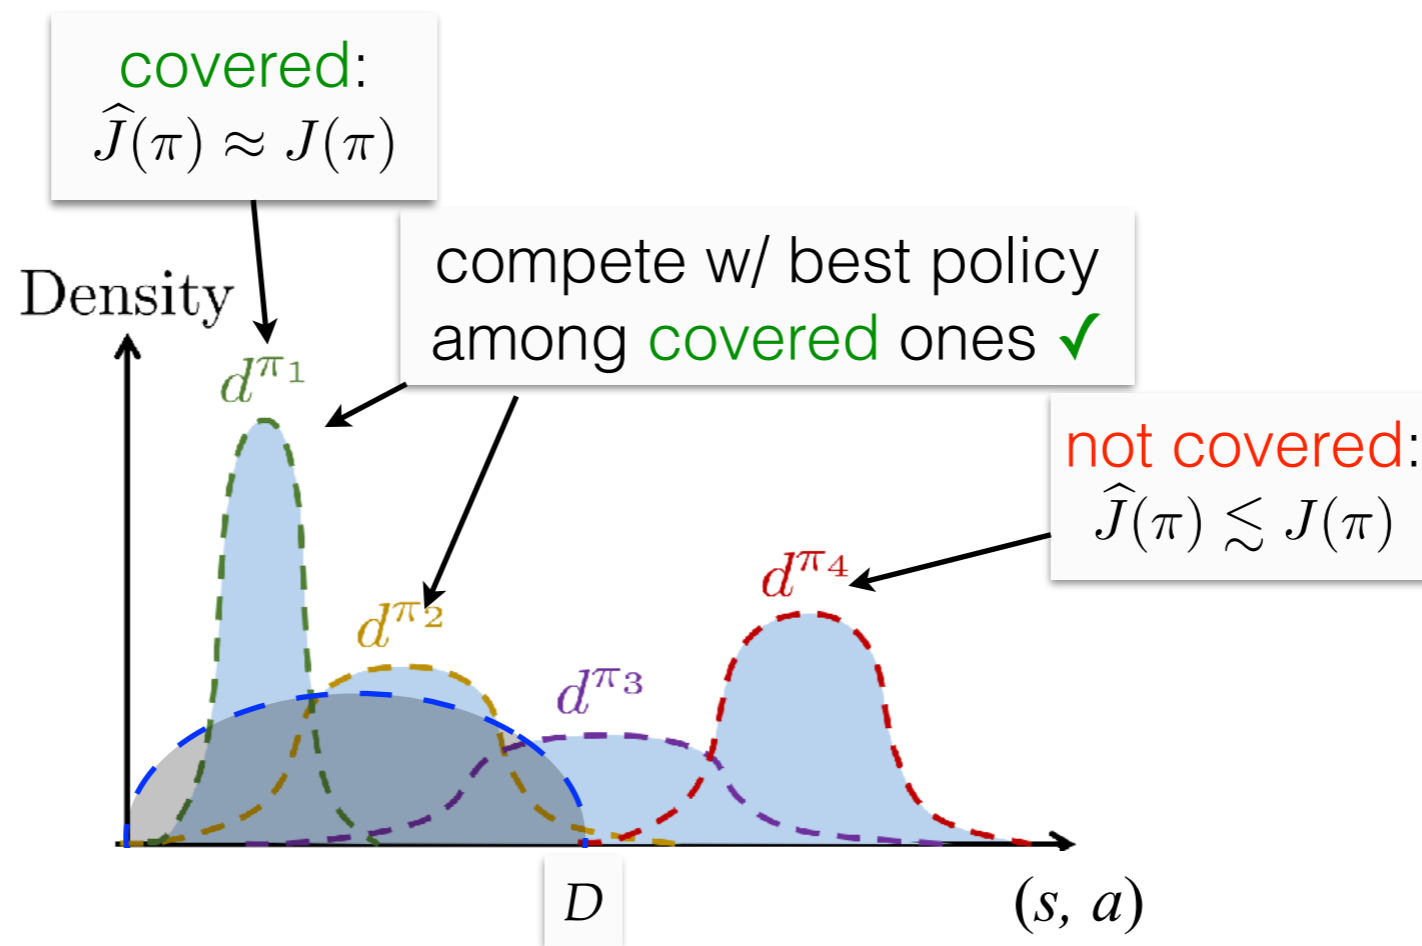 covered:
Ĵ(π) ≈ J(π)
compete w/ best policy
among covered ones ✓
Density
d^{π₁}
not covered:
Ĵ(π) ≲ J(π)
d^{π₄}
d^{π₂}
d^{π₃}
D
(s, a)